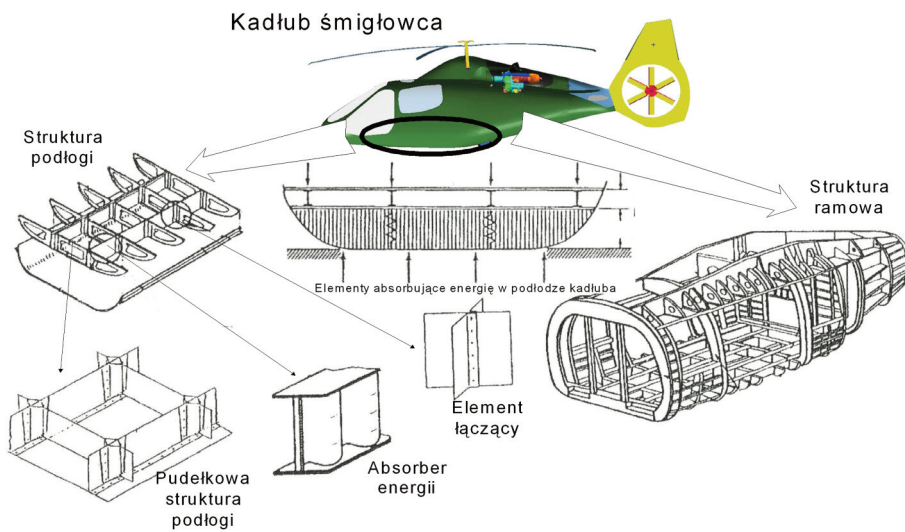 Kadłub śmigłowca
Struktura
podłogi
Struktura
ramowa
Elementy absorbujące energię w podłodze kadłuba
Element
łączący
Absorber
energii
Pudełkowa
struktura
podłogi